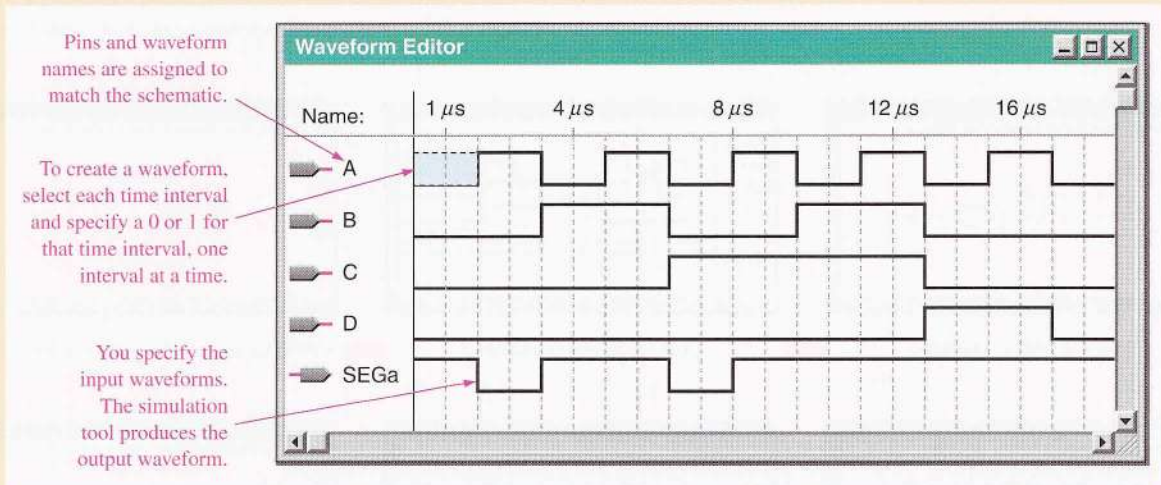 Pins and waveform
names are assigned to
match the schematic.
To create a waveform,
select each time interval
and specify a 0 or 1 for
that time interval, one
interval at a time.
You specify the
input waveforms.
The simulation
tool produces the
output waveform.
Waveform Editor
Name: 1 μs 4 μs 8 μs 12 μs 16 μs
A
B
C
D
SEGa